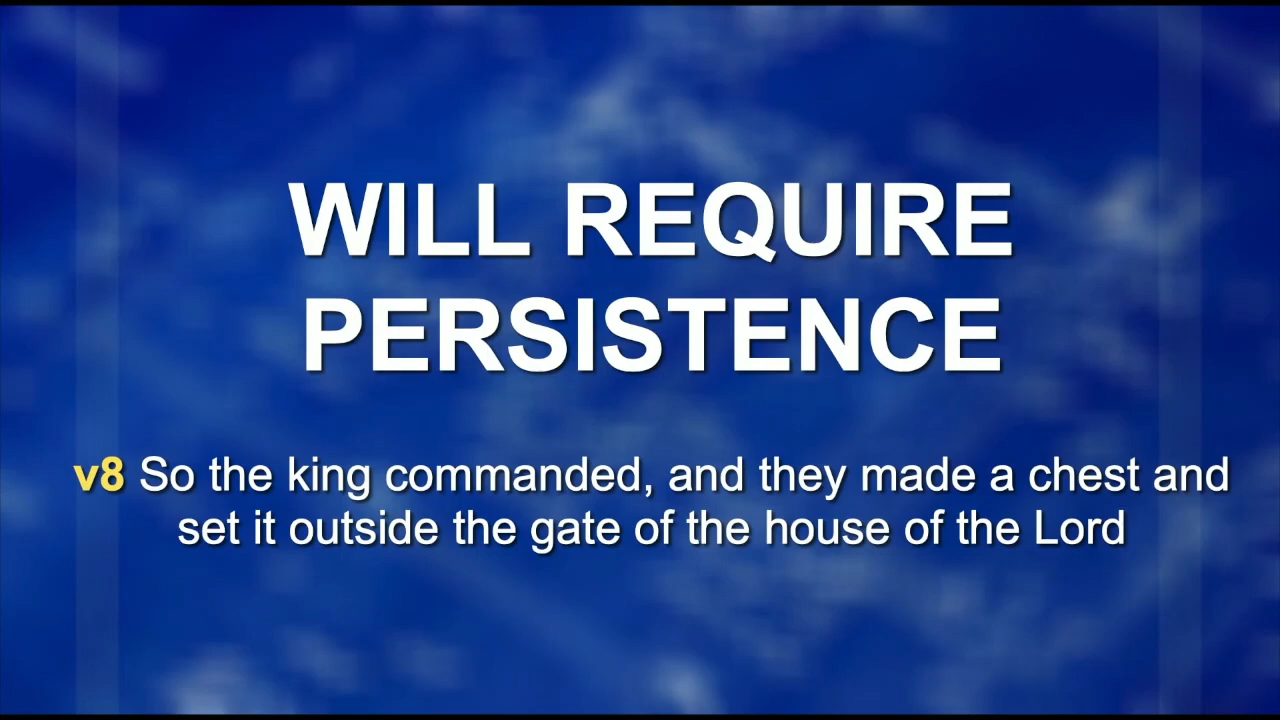 WILL REQUIRE
PERSISTENCE
v8 So the king commanded, and they made a chest and
set it outside the gate of the house of the Lord